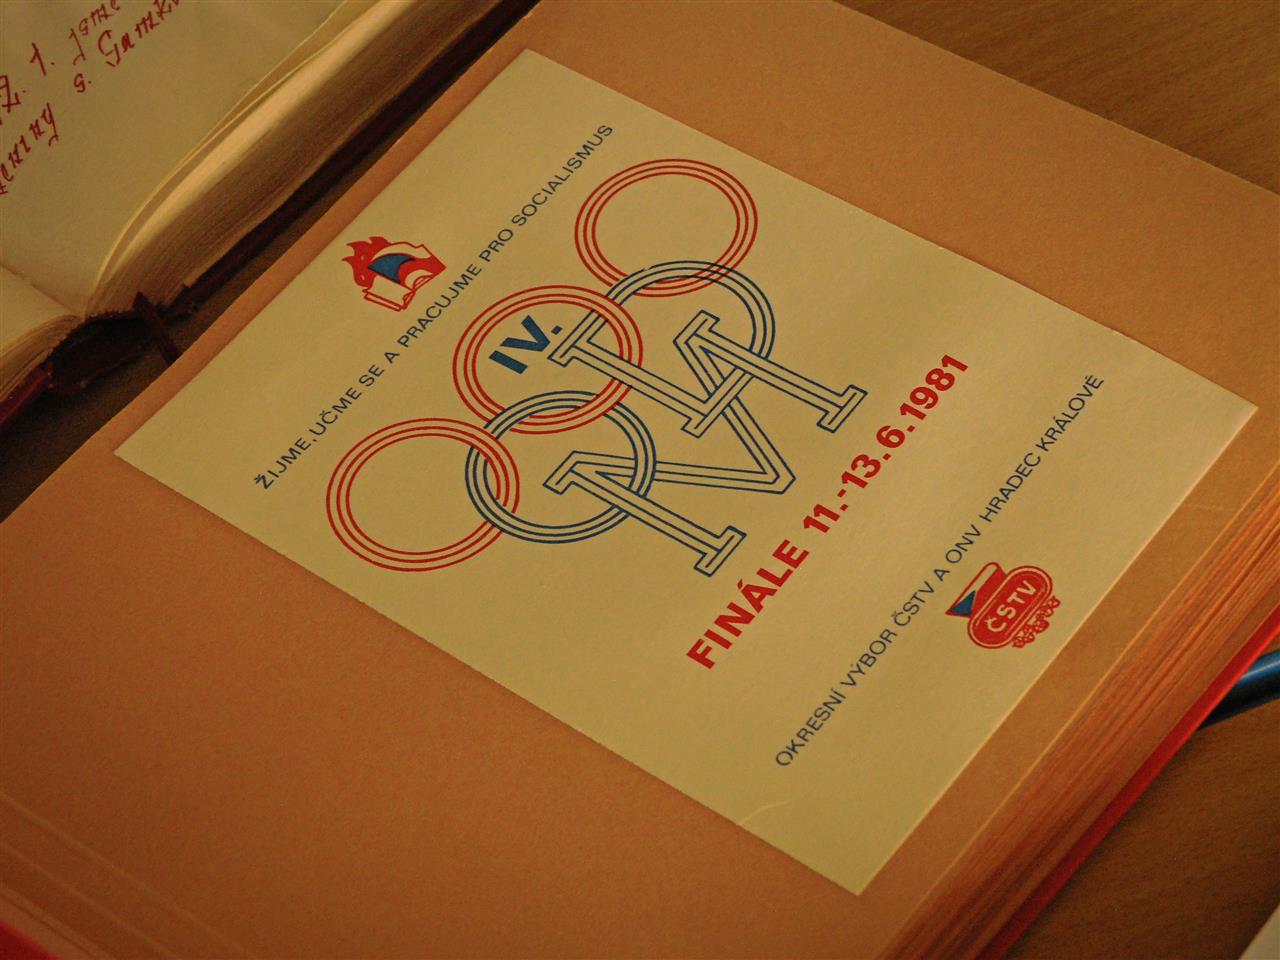 ŽIJME, UČME SE A PRACUJME PRO SOCIALISMUS
IV.
LM
FINÁLE 11.-13.6.1981
OKRESNÍ VÝBOR ČSTV A ONV HRADEC KRÁLOVÉ
ČSTV